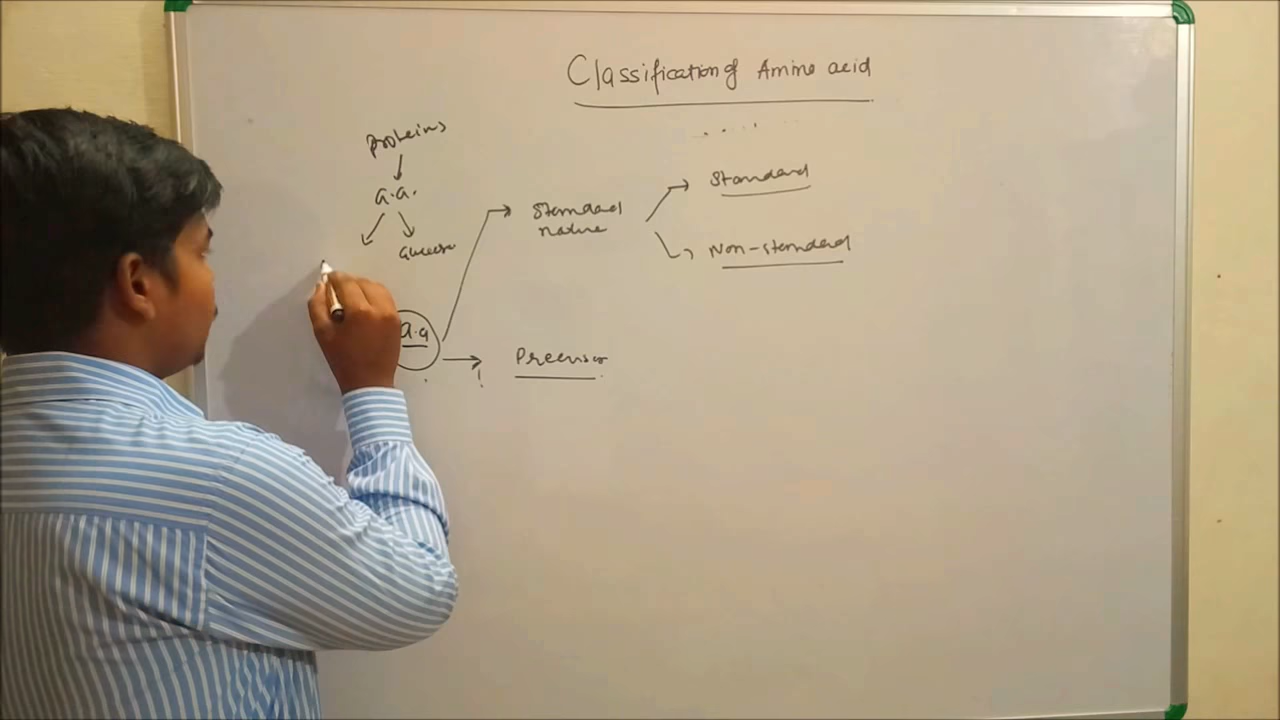 Classification of Amino acid
Proteins
a.a.
Glucose
Standard
nature
Standard
Non-standard
a.a
Precursor